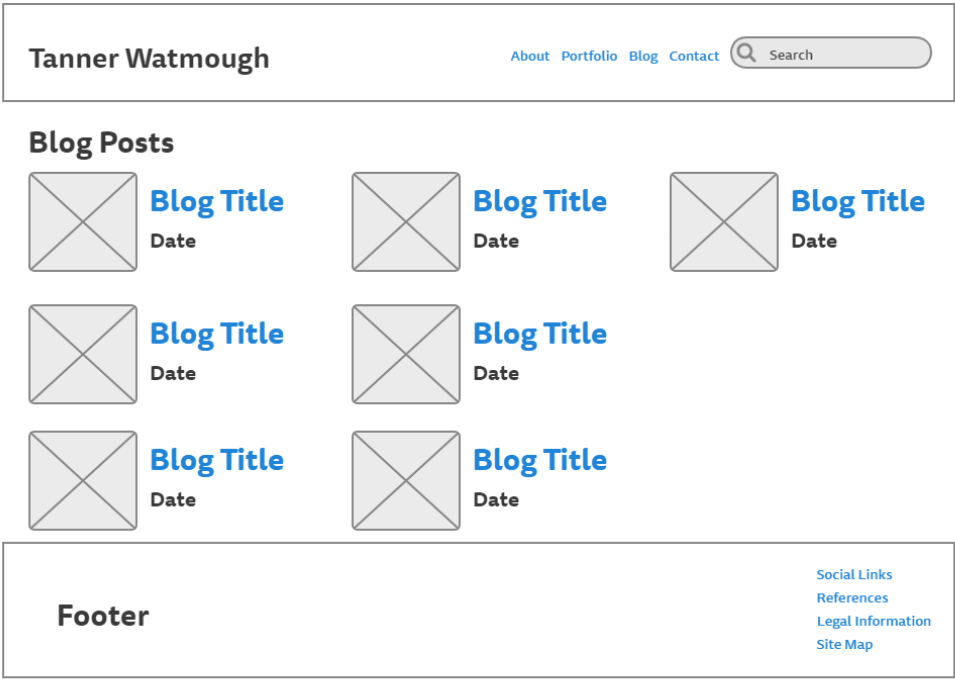 Tanner Watmough
About Portfolio Blog Contact Search
Blog Posts
Blog Title Blog Title Blog Title
Date Date Date
Blog Title Blog Title
Date Date
Blog Title Blog Title
Date Date
Footer
Social Links
References
Legal Information
Site Map